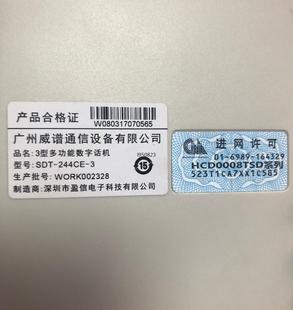 产品合格证
W080317070565
广州威谱通信设备有限公司
品名：3型多功能数字话机
型号：SDT-244CE-3
1150823
生产批号：WORK002328
15
制造商：深圳市盈信电子科技有限公司
进网许可
01-6989-164329
HCD0008TSD系列
523T1CA7XX1C585